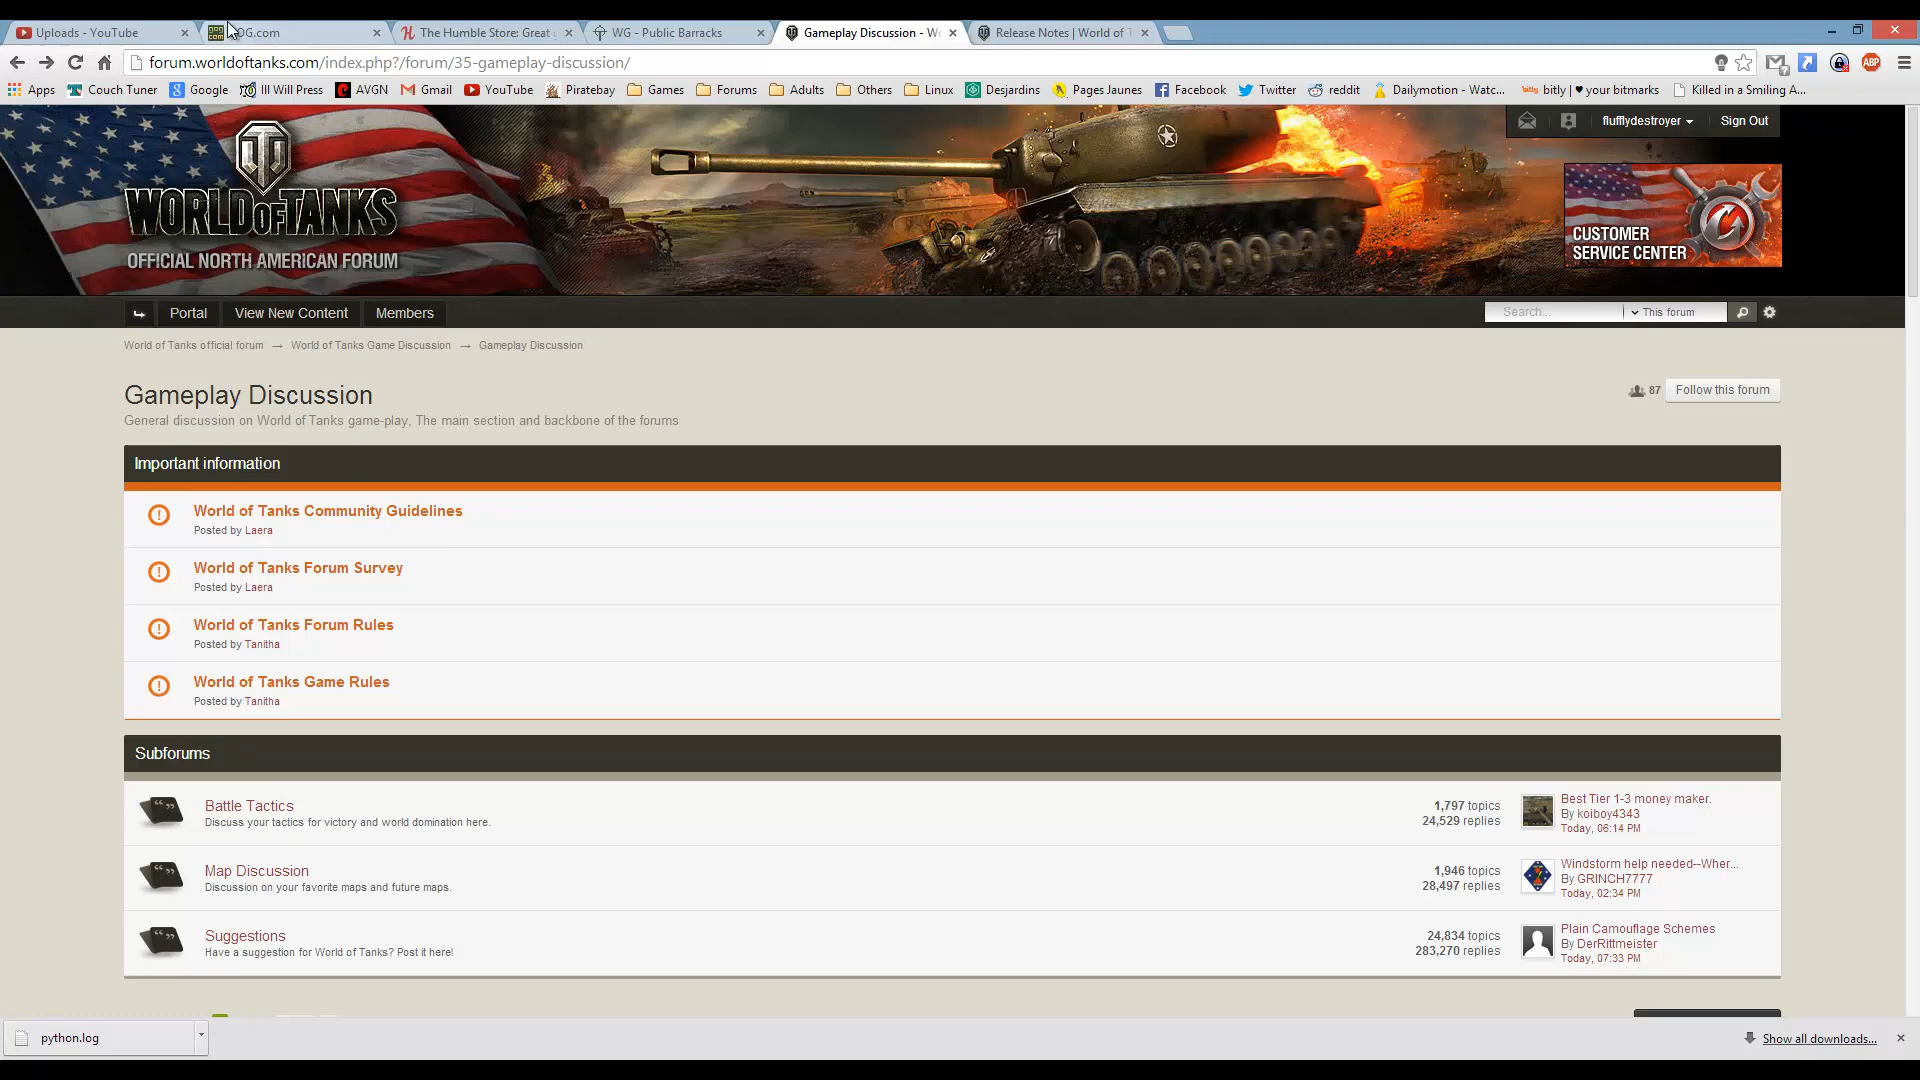 Uploads - YouTube
OG.com
The Humble Store: Great
WG - Public Barracks
Gameplay Discussion - W
Release Notes | World of T
forum.worldoftanks.com/index.php?/forum/35-gameplay-discussion/
ABP
Apps
Couch Tuner
Google
Ill Will Press
AVGN
Gmail
YouTube
Piratebay
Games
Forums
Adults
Others
Linux
Desjardins
Pages Jaunes
Facebook
Twitter
reddit
Dailymotion - Watc...
bitly | ♥ your bitmarks
Killed in a Smiling A...
flufflydestroyer
Sign Out
WORLD OF TANKS
OFFICIAL NORTH AMERICAN FORUM
CUSTOMER
SERVICE CENTER
Portal
View New Content
Members
Search...
This forum
World of Tanks official forum → World of Tanks Game Discussion → Gameplay Discussion
Gameplay Discussion
87
Follow this forum
General discussion on World of Tanks game-play, The main section and backbone of the forums
Important information
World of Tanks Community Guidelines
Posted by Laera
World of Tanks Forum Survey
Posted by Laera
World of Tanks Forum Rules
Posted by Tanitha
World of Tanks Game Rules
Posted by Tanitha
Subforums
Battle Tactics
Discuss your tactics for victory and world domination here.
1,797 topics
24,529 replies
Best Tier 1-3 money maker.
By koiboy4343
Today, 06:14 PM
Map Discussion
Discussion on your favorite maps and future maps.
1,946 topics
28,497 replies
Windstorm help needed--Wher...
By GRINCH7777
Today, 02:34 PM
Suggestions
Have a suggestion for World of Tanks? Post it here!
24,834 topics
283,270 replies
Plain Camouflage Schemes
By DerRittmeister
Today, 07:33 PM
python.log
Show all downloads...